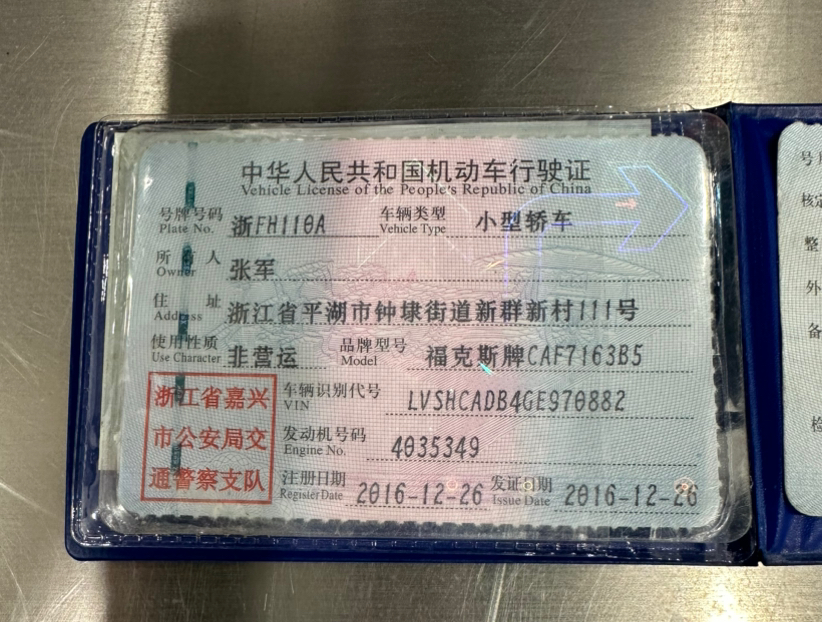 中华人民共和国机动车行驶证
Vehicle License of the People's Republic of China
号牌号码 浙FH110A 车辆类型 小型轿车
Plate No. Vehicle Type
所有人 张军
Owner
住址 浙江省平湖市钟埭街道新群新村111号
Address
使用性质 非营运 品牌型号 福克斯牌CAF7163B5
Use Character Model
浙江省嘉兴
市公安局交
通警察支队
车辆识别代号 LVSHCADB4GE970882
VIN
发动机号码 4035349
Engine No.
注册日期 2016-12-26 发证日期 2016-12-26
Register Date Issue Date
号
核定
整
外
备
检